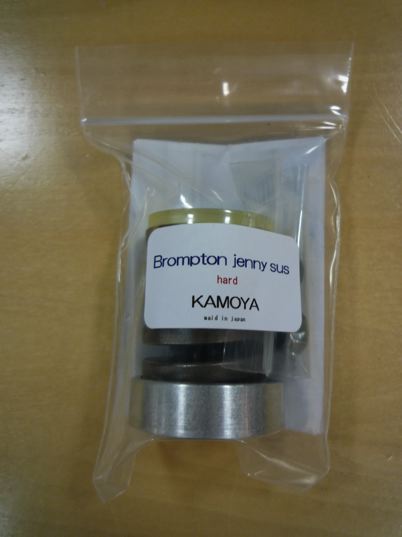 Brompton jenny sus
hard
KAMOYA
maid in japan